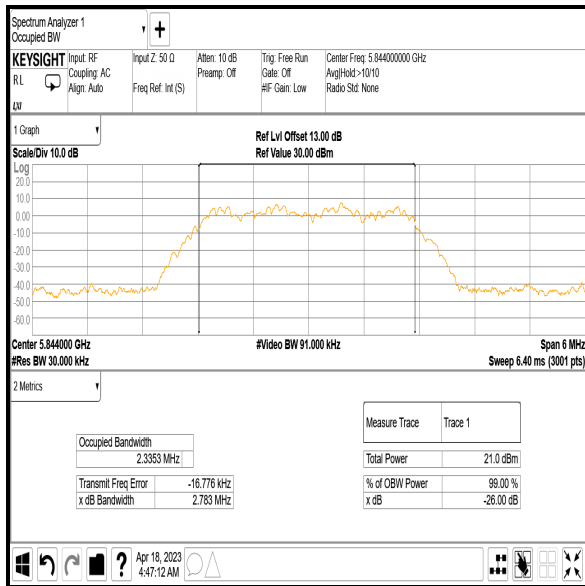 Spectrum Analyzer 1
Occupied BW
KEYSIGHT
R L
LXI
Input: RF
Coupling: AC
Align: Auto
Input Z: 50 Ω
Freq Ref: Int (S)
Atten: 10 dB
Preamp: Off
Trig: Free Run
Gate: Off
#IF Gain: Low
Center Freq: 5.844000000 GHz
Avg|Hold:>10/10
Radio Std: None
1 Graph
Scale/Div 10.0 dB
Ref Lvl Offset 13.00 dB
Ref Value 30.00 dBm
Log
20.0
10.0
0.00
-10.0
-20.0
-30.0
-40.0
-50.0
-60.0
Center 5.844000 GHz
#Video BW 91.000 kHz
Span 6 MHz
#Res BW 30.000 kHz
Sweep 6.40 ms (3001 pts)
2 Metrics
Occupied Bandwidth
2.3353 MHz
Transmit Freq Error -16.776 kHz
x dB Bandwidth 2.783 MHz
Measure Trace Trace 1
Total Power 21.0 dBm
% of OBW Power 99.00 %
x dB -26.00 dB
?
Apr 18, 2023
4:47:12 AM